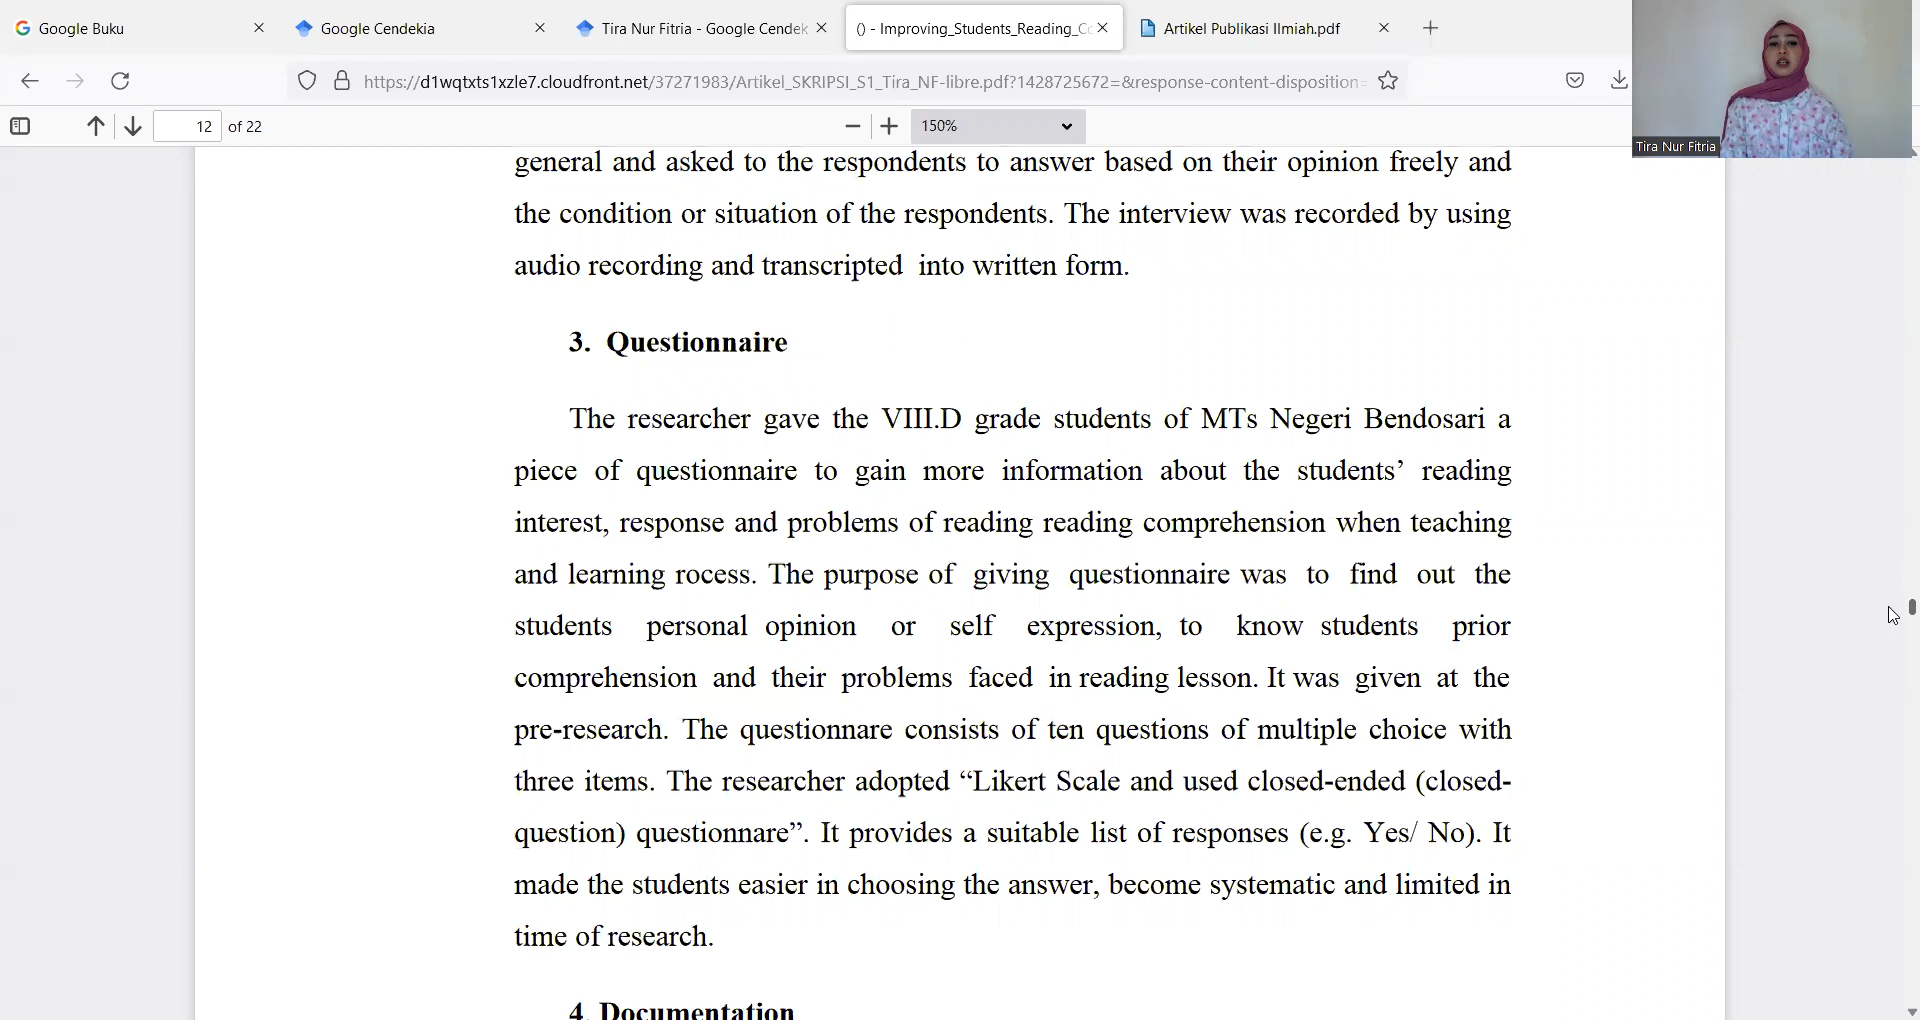 Google Buku
Google Cendekia
Tira Nur Fitria - Google Cendek
() - Improving_Students_Reading_Cc
Artikel Publikasi Ilmiah.pdf
https://d1wqtxts1xzle7.cloudfront.net/37271983/Artikel_SKRIPSI_S1_Tira_NF-libre.pdf?1428725672=&response-content-disposition=
12 of 22
150%
Tira Nur Fitria
general and asked to the respondents to answer based on their opinion freely and
the condition or situation of the respondents. The interview was recorded by using
audio recording and transcripted into written form.
3. Questionnaire
The researcher gave the VIII.D grade students of MTs Negeri Bendosari a
piece of questionnaire to gain more information about the students’ reading
interest, response and problems of reading reading comprehension when teaching
and learning rocess. The purpose of giving questionnaire was to find out the
students personal opinion or self expression, to know students prior
comprehension and their problems faced in reading lesson. It was given at the
pre-research. The questionnare consists of ten questions of multiple choice with
three items. The researcher adopted “Likert Scale and used closed-ended (closed-
question) questionnare”. It provides a suitable list of responses (e.g. Yes/ No). It
made the students easier in choosing the answer, become systematic and limited in
time of research.
4. Documentation